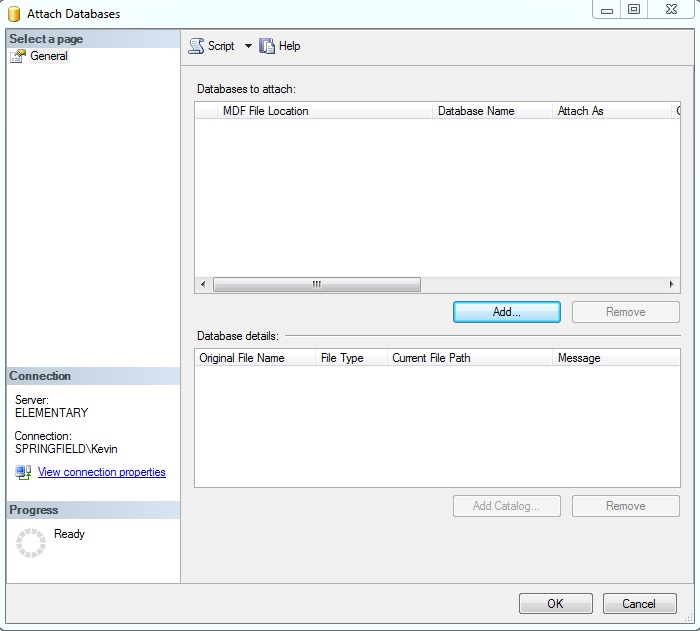 Attach Databases
Select a page
General
Script Help
Databases to attach:
MDF File Location Database Name Attach As
Add... Remove
Database details:
Original File Name File Type Current File Path Message
Add Catalog... Remove
Connection
Server:
ELEMENTARY
Connection:
SPRINGFIELD\Kevin
View connection properties
Progress
Ready
OK Cancel